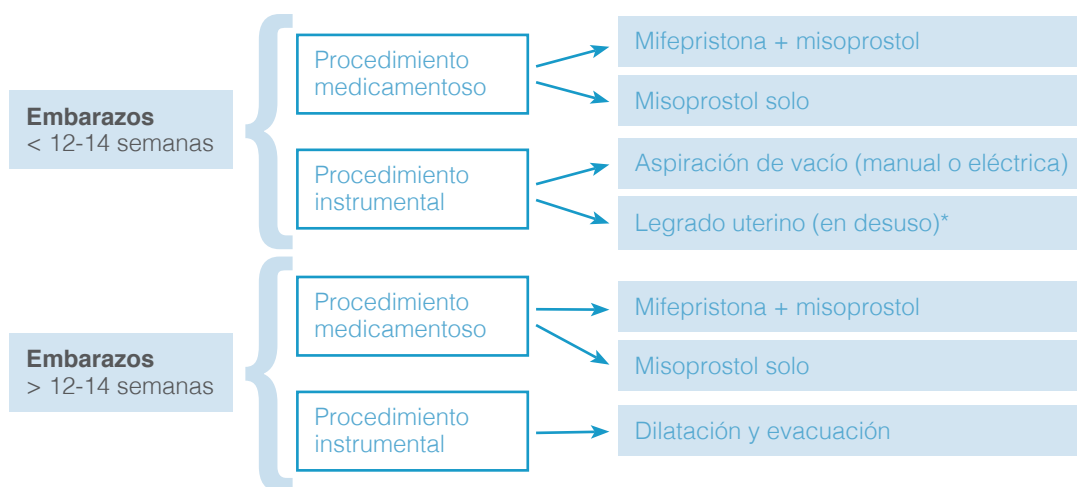 Embarazos
< 12-14 semanas
Procedimiento
medicamentoso
Mifepristona + misoprostol
Misoprostol solo
Procedimiento
instrumental
Aspiración de vacío (manual o eléctrica)
Legrado uterino (en desuso)*
Embarazos
> 12-14 semanas
Procedimiento
medicamentoso
Mifepristona + misoprostol
Misoprostol solo
Procedimiento
instrumental
Dilatación y evacuación